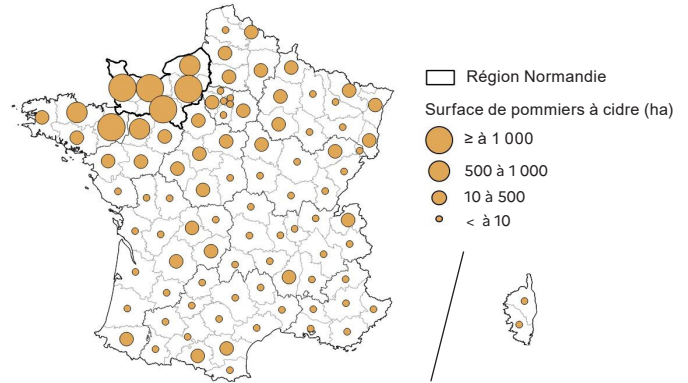 Région Normandie
Surface de pommiers à cidre (ha)
≥ à 1 000
500 à 1 000
10 à 500
< à 10